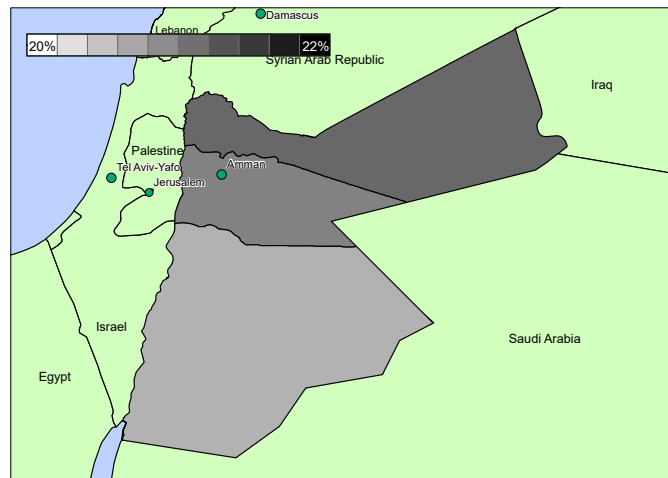 Damascus
Lebanon
20%
22%
Syrian Arab Republic
Iraq
Palestine
Tel Aviv-Yafo
Amman
Jerusalem
Israel
Saudi Arabia
Egypt